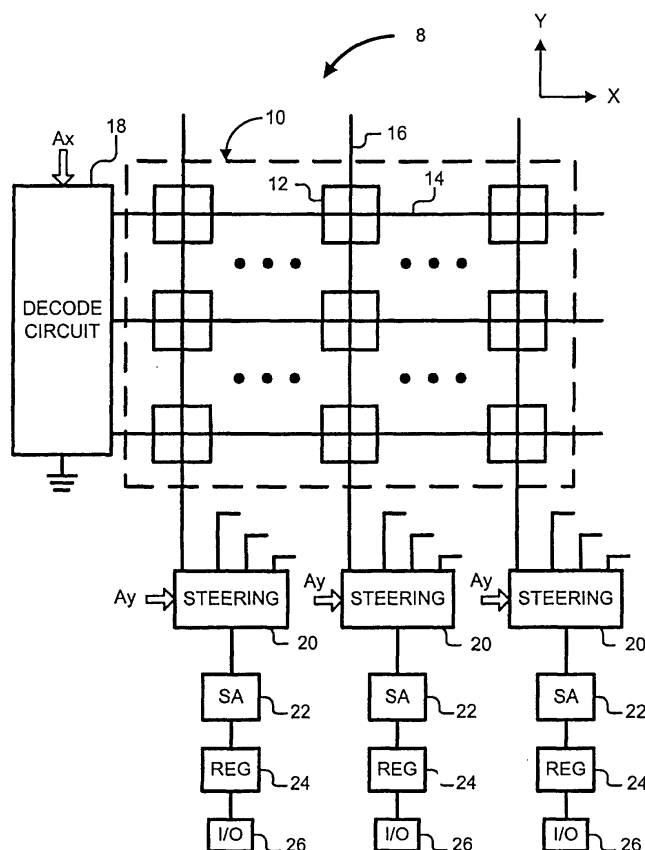 8
Y
X
Ax
18
10
16
12
14
DECODE
CIRCUIT
Ay STEERING Ay STEERING Ay STEERING
20 20 20
SA 22 SA 22 SA 22
REG 24 REG 24 REG 24
I/O 26 I/O 26 I/O 26